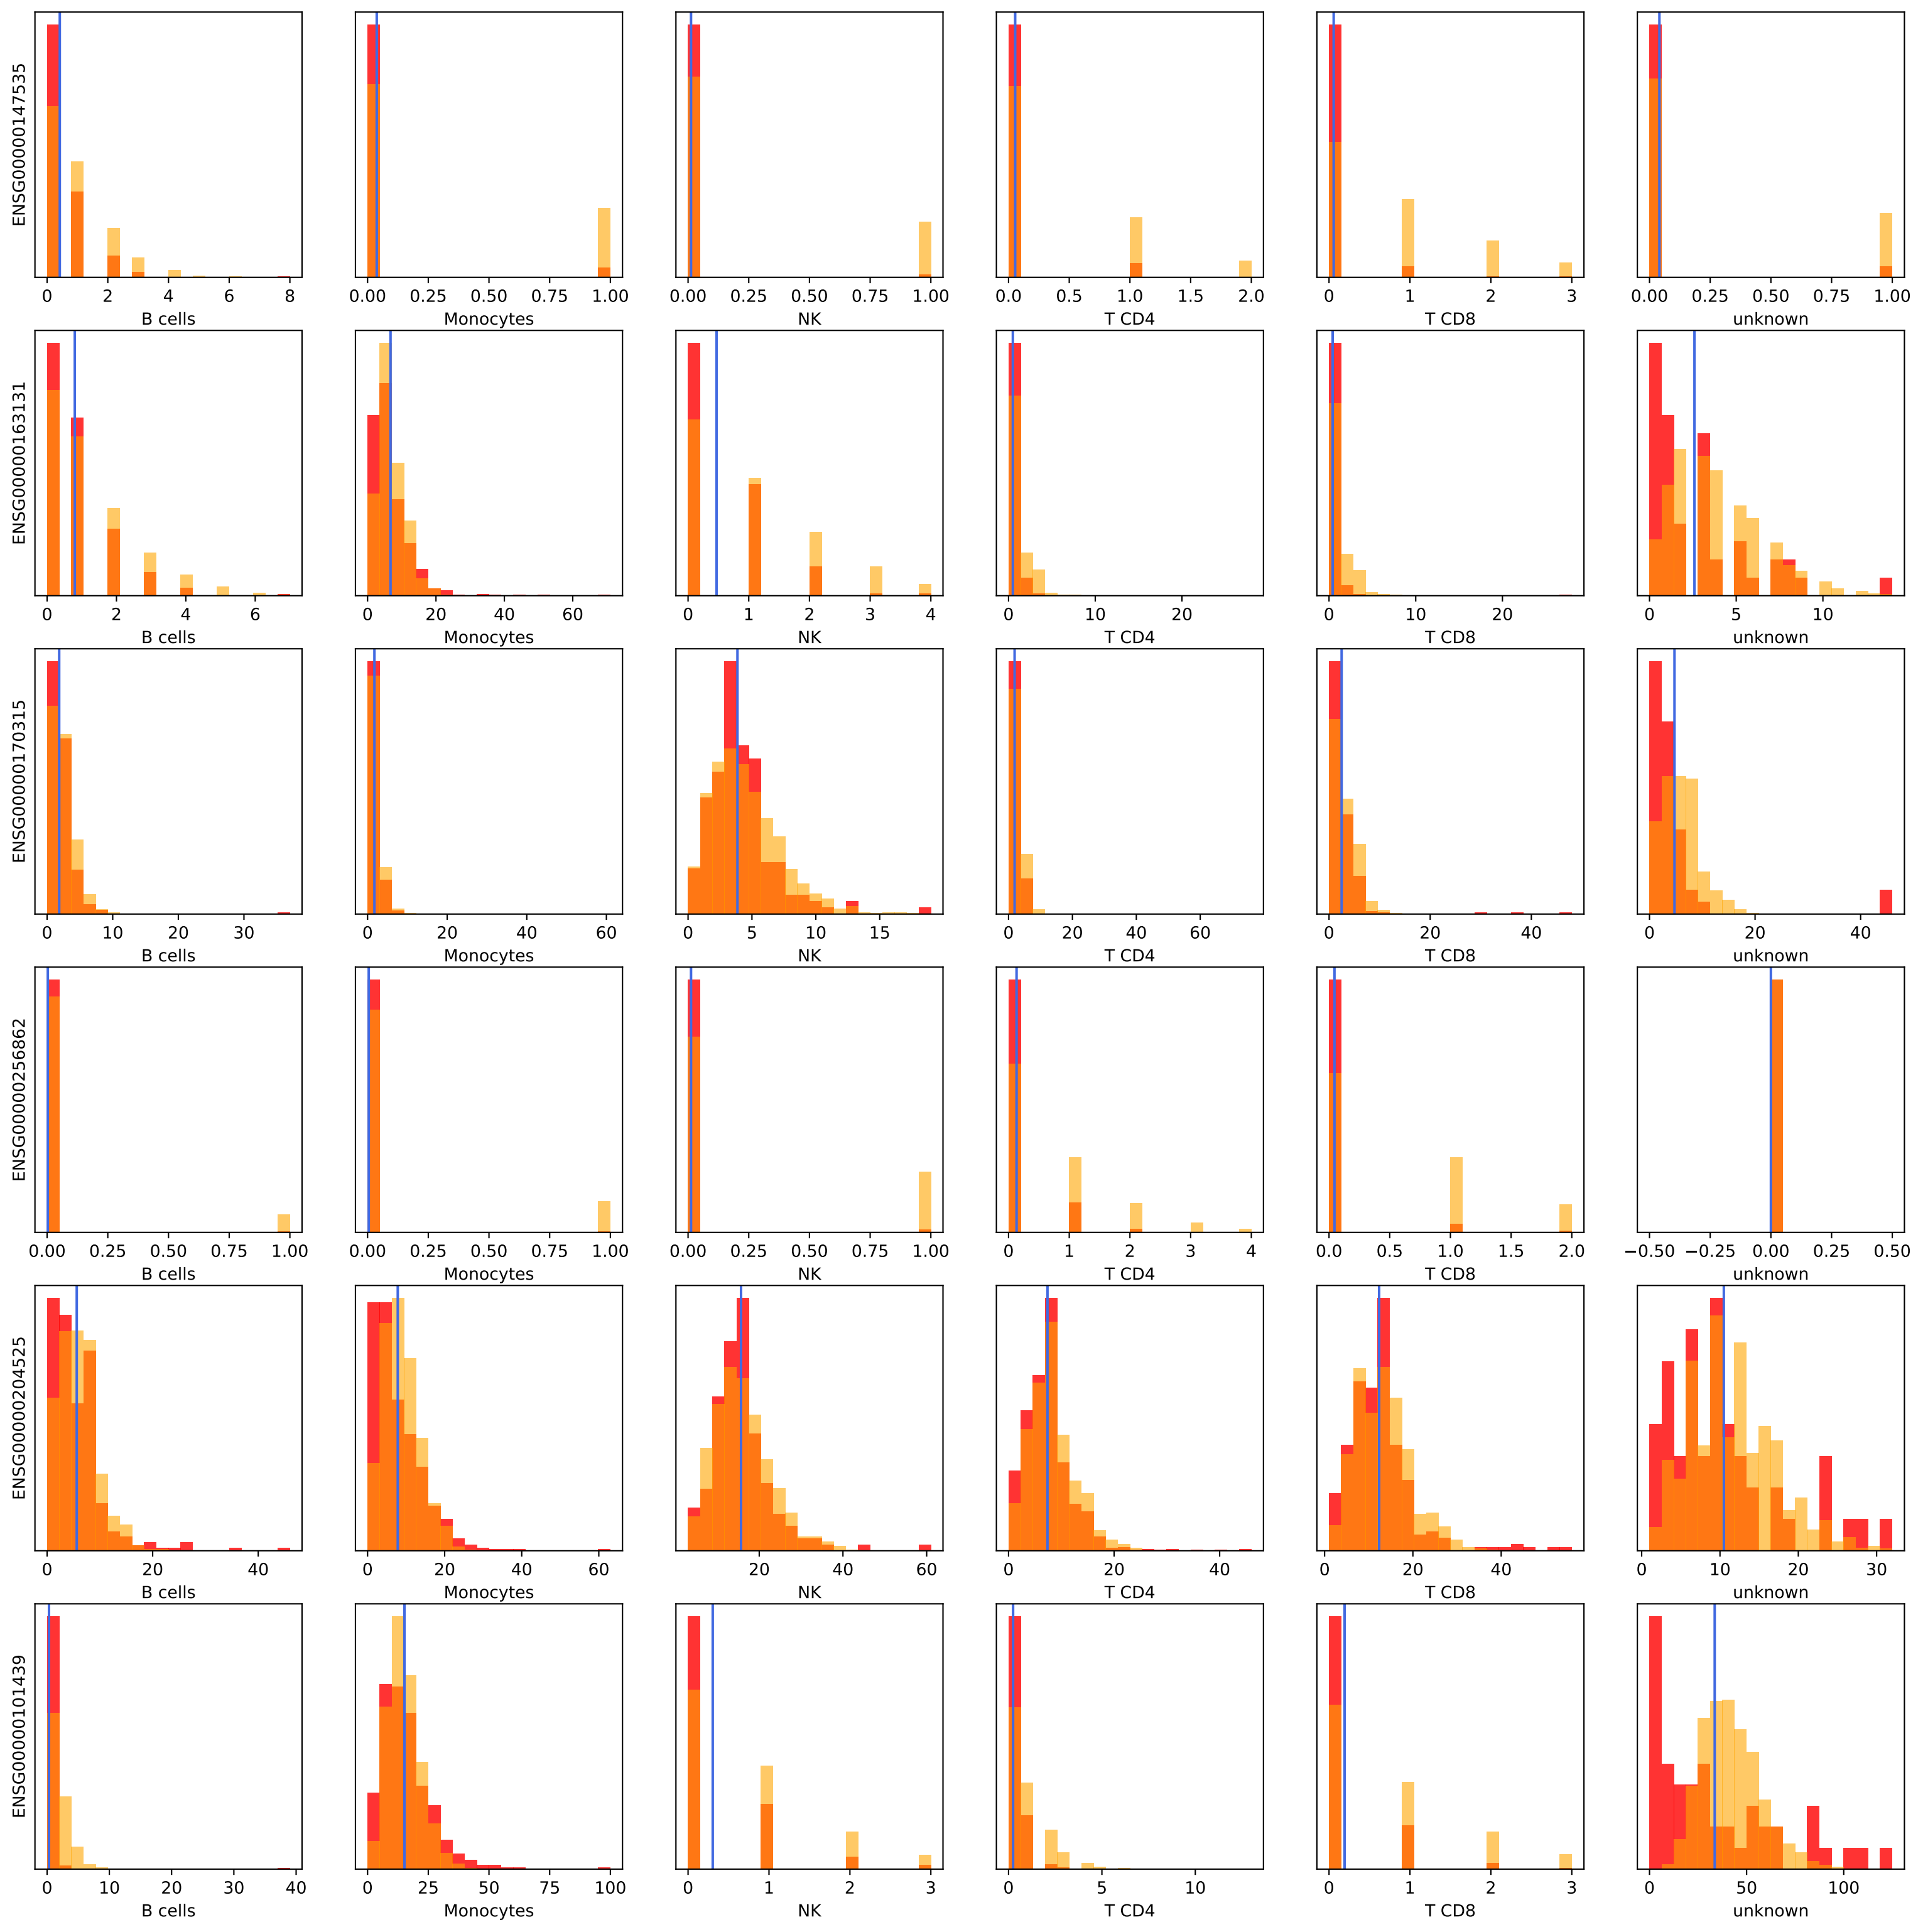 ENSG00000147535
0 2 4 6 8
B cells
0.00 0.25 0.50 0.75 1.00
Monocytes
0.00 0.25 0.50 0.75 1.00
NK
0.0 0.5 1.0 1.5 2.0
T CD4
0 1 2 3
T CD8
0.00 0.25 0.50 0.75 1.00
unknown
ENSG00000163131
0 2 4 6
B cells
0 20 40 60
Monocytes
0 1 2 3 4
NK
0 10 20
T CD4
0 10 20
T CD8
0 5 10
unknown
ENSG00000170315
0 10 20 30
B cells
0 20 40 60
Monocytes
0 5 10 15
NK
0 20 40 60
T CD4
0 20 40
T CD8
0 20 40
unknown
ENSG00000256862
0.00 0.25 0.50 0.75 1.00
B cells
0.00 0.25 0.50 0.75 1.00
Monocytes
0.00 0.25 0.50 0.75 1.00
NK
0 1 2 3 4
T CD4
0.0 0.5 1.0 1.5 2.0
T CD8
−0.50 −0.25 0.00 0.25 0.50
unknown
ENSG00000204525
0 20 40
B cells
0 20 40 60
Monocytes
20 40 60
NK
0 20 40
T CD4
0 20 40
T CD8
0 10 20 30
unknown
ENSG00000101439
0 10 20 30 40
B cells
0 25 50 75 100
Monocytes
0 1 2 3
NK
0 5 10
T CD4
0 1 2 3
T CD8
0 50 100
unknown